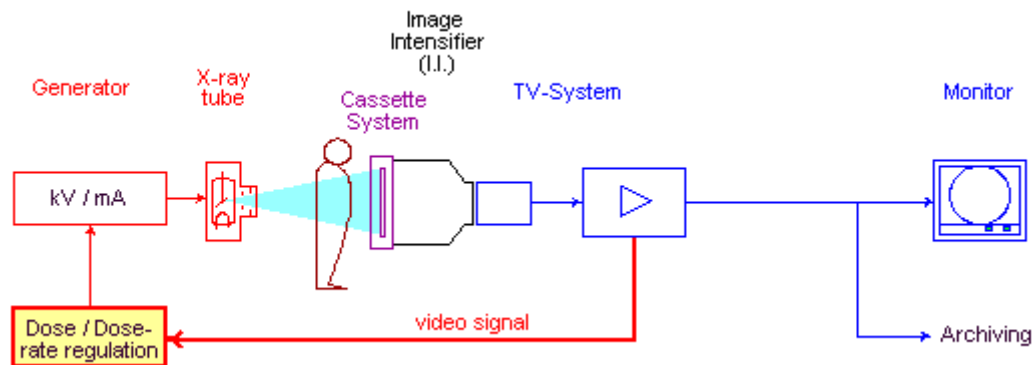 Image
Intensifier
(I.I.)
Generator
X-ray
tube
Cassette
System
TV-System
Monitor
kV / mA
video signal
Dose / Dose-
rate regulation
Archiving